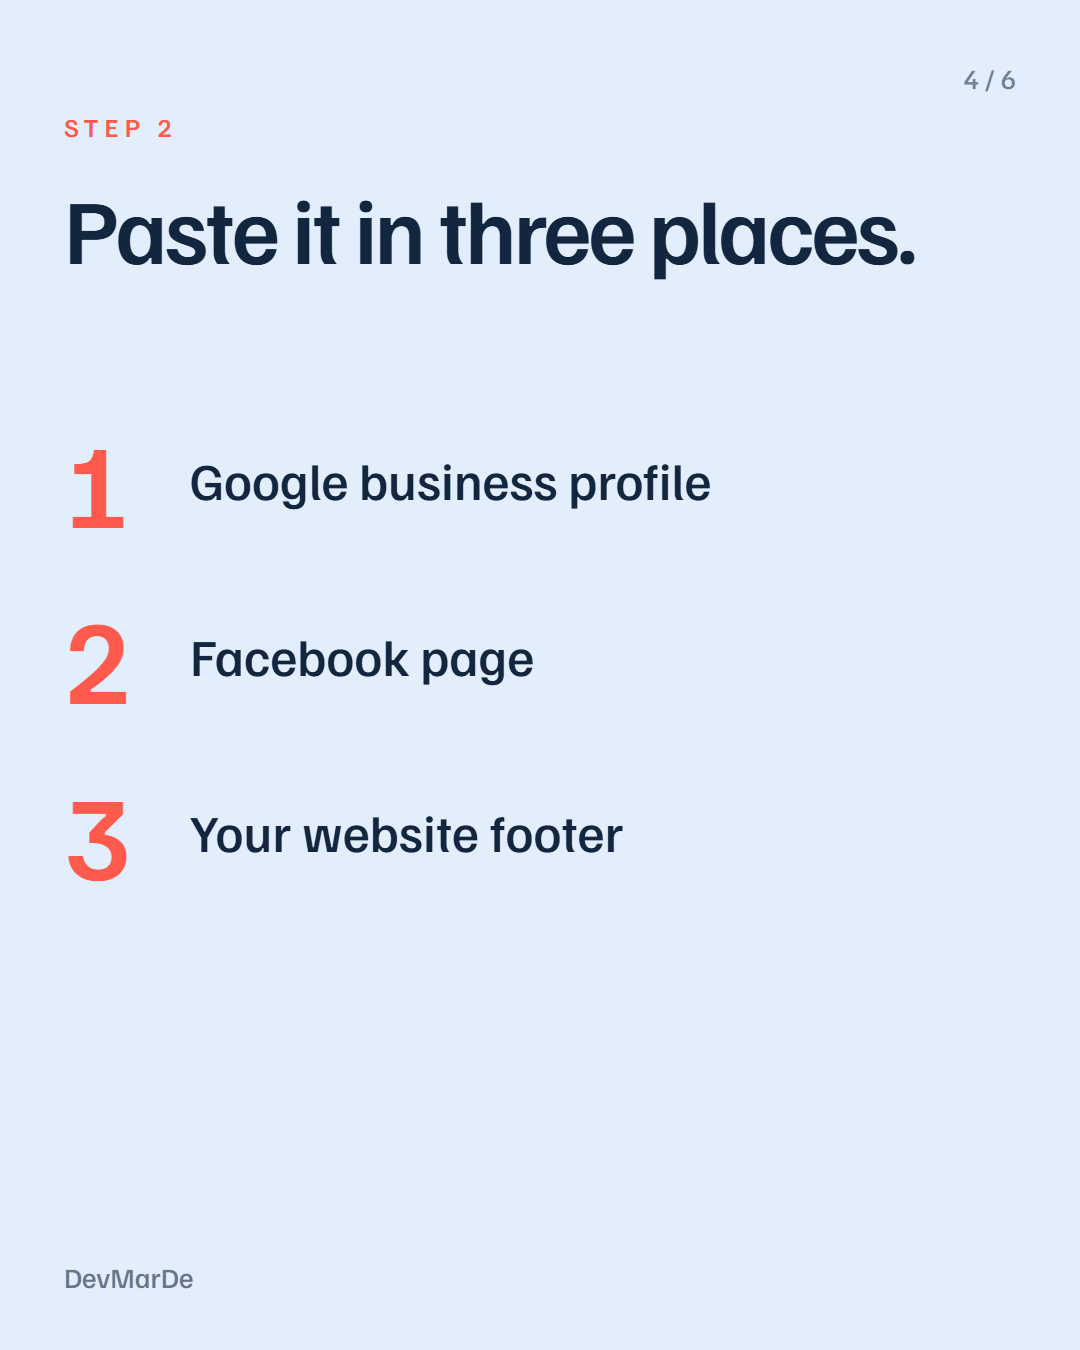 4 / 6
STEP 2
Paste it in three places.
1 Google business profile
2 Facebook page
3 Your website footer
DevMarDe